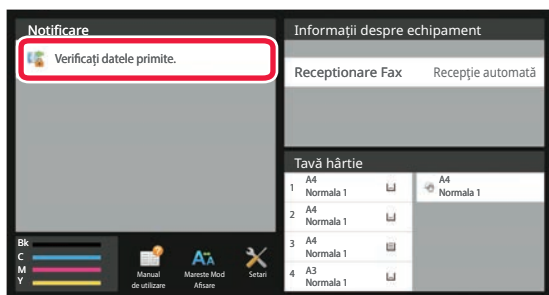 Notificare
Verificați datele primite.
Informații despre echipament
Receptionare Fax Recepţie automată
Tavă hârtie
1 A4
Normala 1
A4
Normala 1
2 A4
Normala 1
3 A4
Normala 1
4 A3
Normala 1
Bk
C
M
Y
Manual
de utilizare
Mareste Mod
Afisare
Setari